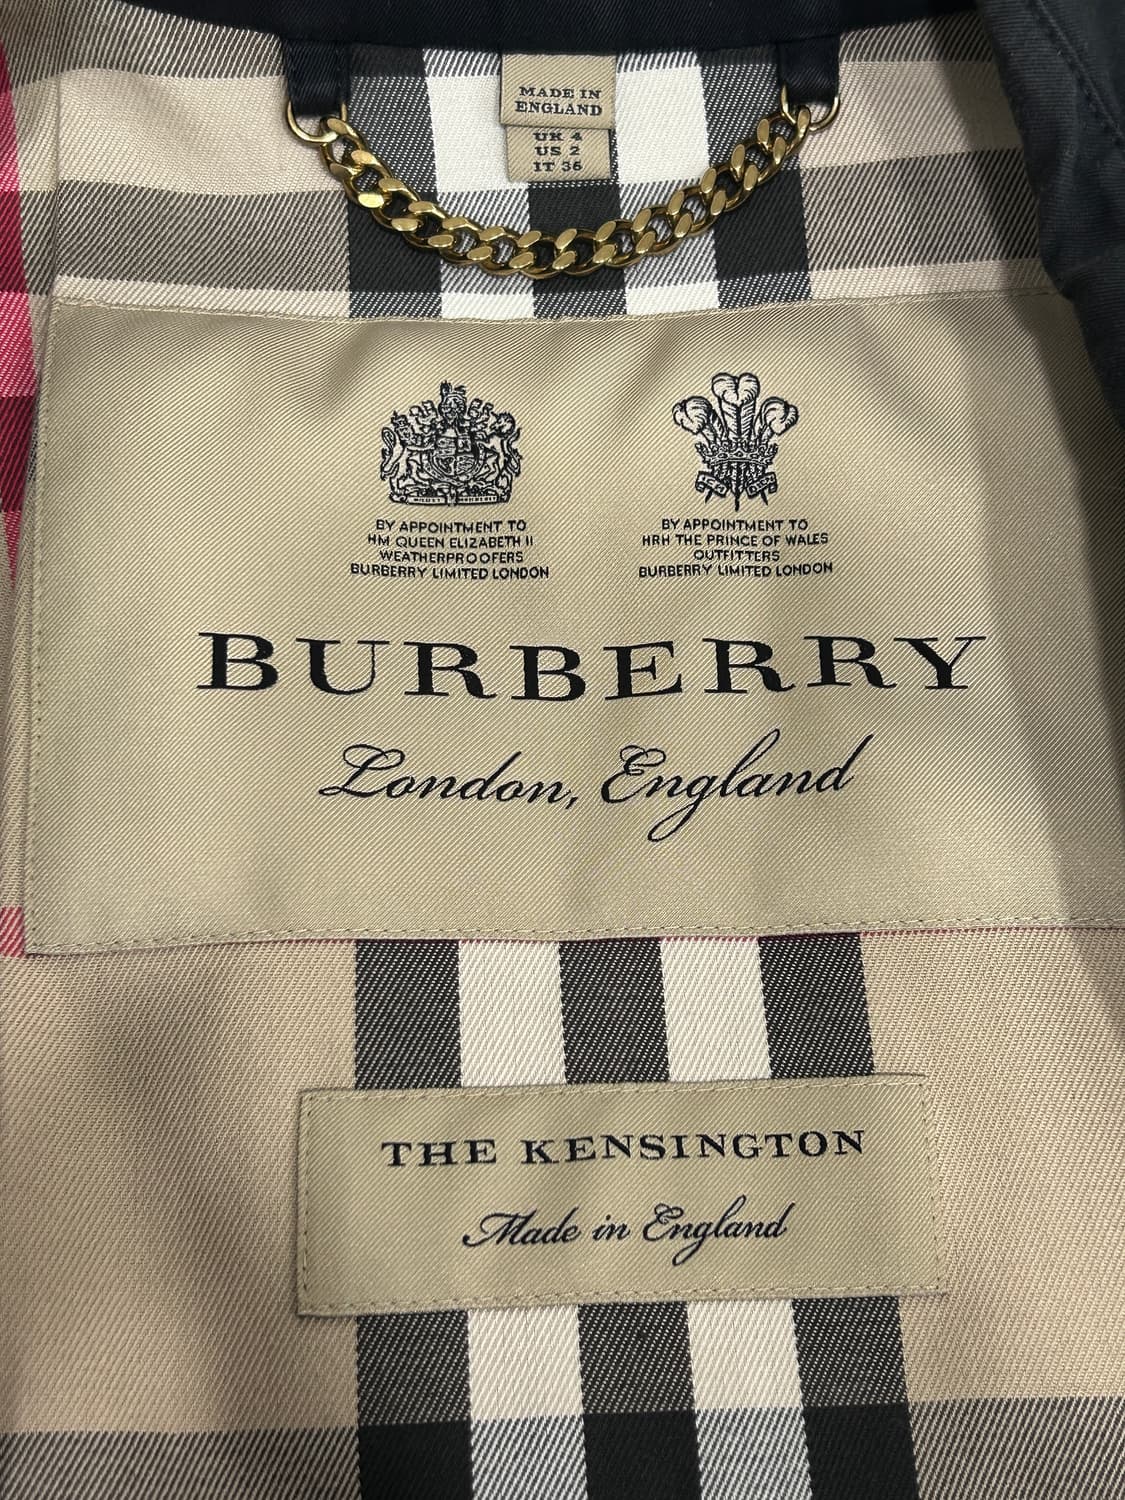 MADE IN
ENGLAND
UK 4
US 2
IT 36
BY APPOINTMENT TO
HM QUEEN ELIZABETH II
WEATHERPROOFERS
BURBERRY LIMITED LONDON
BY APPOINTMENT TO
HRH THE PRINCE OF WALES
OUTFITTERS
BURBERRY LIMITED LONDON
BURBERRY
London, England
THE KENSINGTON
Made in England